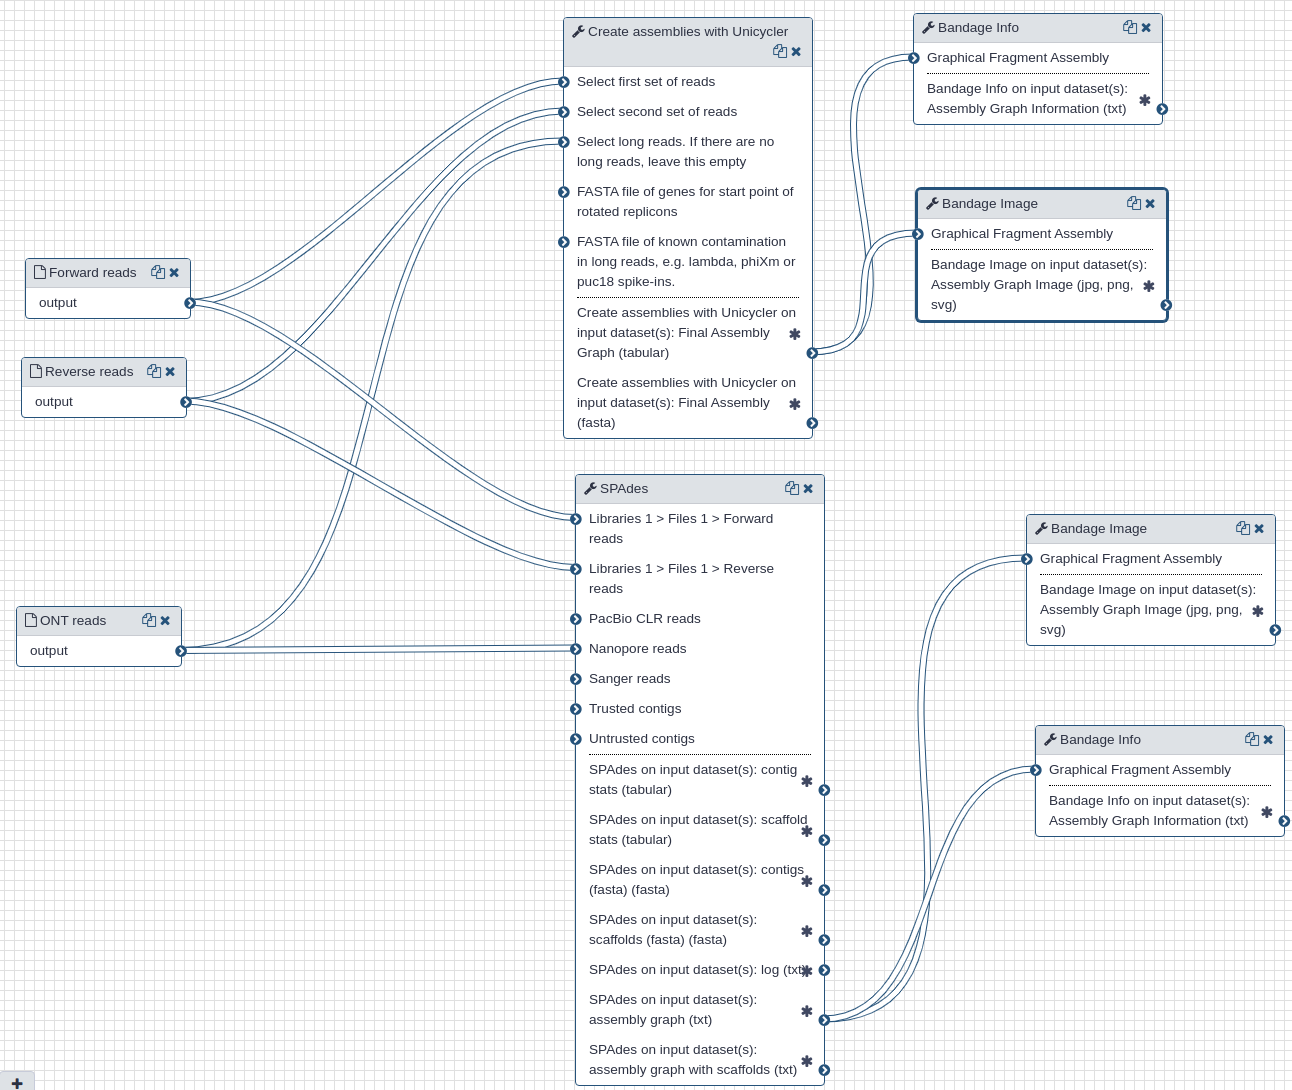 Create assemblies with Unicycler
Select first set of reads
Select second set of reads
Select long reads. If there are no
long reads, leave this empty
FASTA file of genes for start point of
rotated replicons
FASTA file of known contamination
in long reads, e.g. lambda, phiXm or
puc18 spike-ins.
Create assemblies with Unicycler on
input dataset(s): Final Assembly
Graph (tabular)
Create assemblies with Unicycler on
input dataset(s): Final Assembly
(fasta)
Bandage Info
Graphical Fragment Assembly
Bandage Info on input dataset(s):
Assembly Graph Information (txt)
Bandage Image
Graphical Fragment Assembly
Bandage Image on input dataset(s):
Assembly Graph Image (jpg, png,
svg)
Forward reads
output
Reverse reads
output
ONT reads
output
SPAdes
Libraries 1 > Files 1 > Forward
reads
Libraries 1 > Files 1 > Reverse
reads
PacBio CLR reads
Nanopore reads
Sanger reads
Trusted contigs
Untrusted contigs
SPAdes on input dataset(s): contig
stats (tabular)
SPAdes on input dataset(s): scaffold
stats (tabular)
SPAdes on input dataset(s): contigs
(fasta) (fasta)
SPAdes on input dataset(s):
scaffolds (fasta) (fasta)
SPAdes on input dataset(s): log (txt)
SPAdes on input dataset(s):
assembly graph (txt)
SPAdes on input dataset(s):
assembly graph with scaffolds (txt)
Bandage Image
Graphical Fragment Assembly
Bandage Image on input dataset(s):
Assembly Graph Image (jpg, png,
svg)
Bandage Info
Graphical Fragment Assembly
Bandage Info on input dataset(s):
Assembly Graph Information (txt)